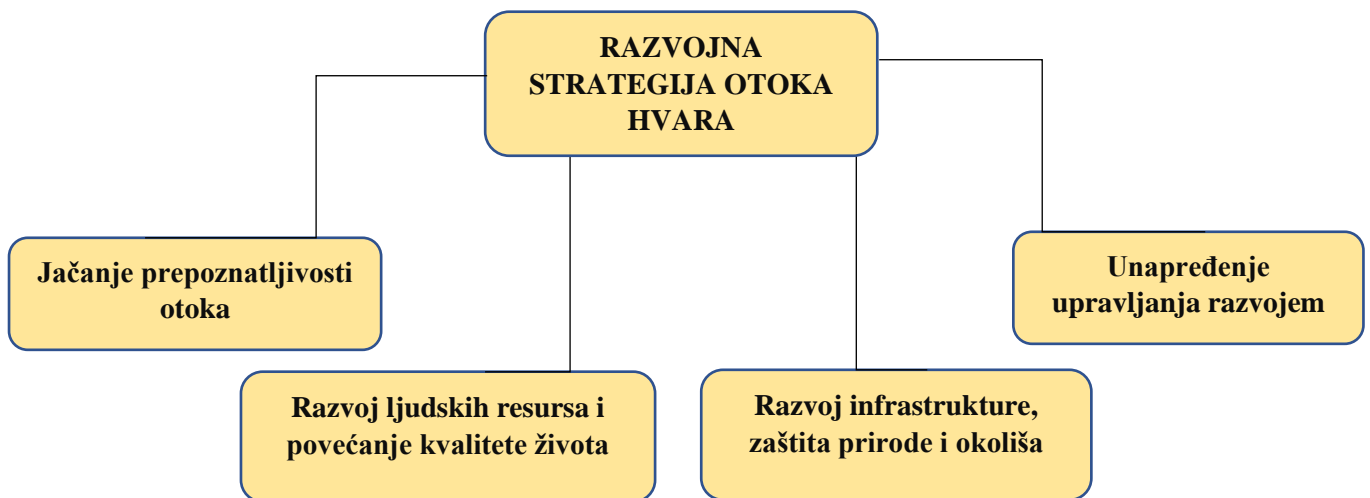 RAZVOJNA
STRATEGIJA OTOKA
HVARA
Jačanje prepoznatljivosti
otoka
Razvoj ljudskih resursa i
povećanje kvalitete života
Razvoj infrastrukture,
zaštita prirode i okoliša
Unapređenje
upravljanja razvojem